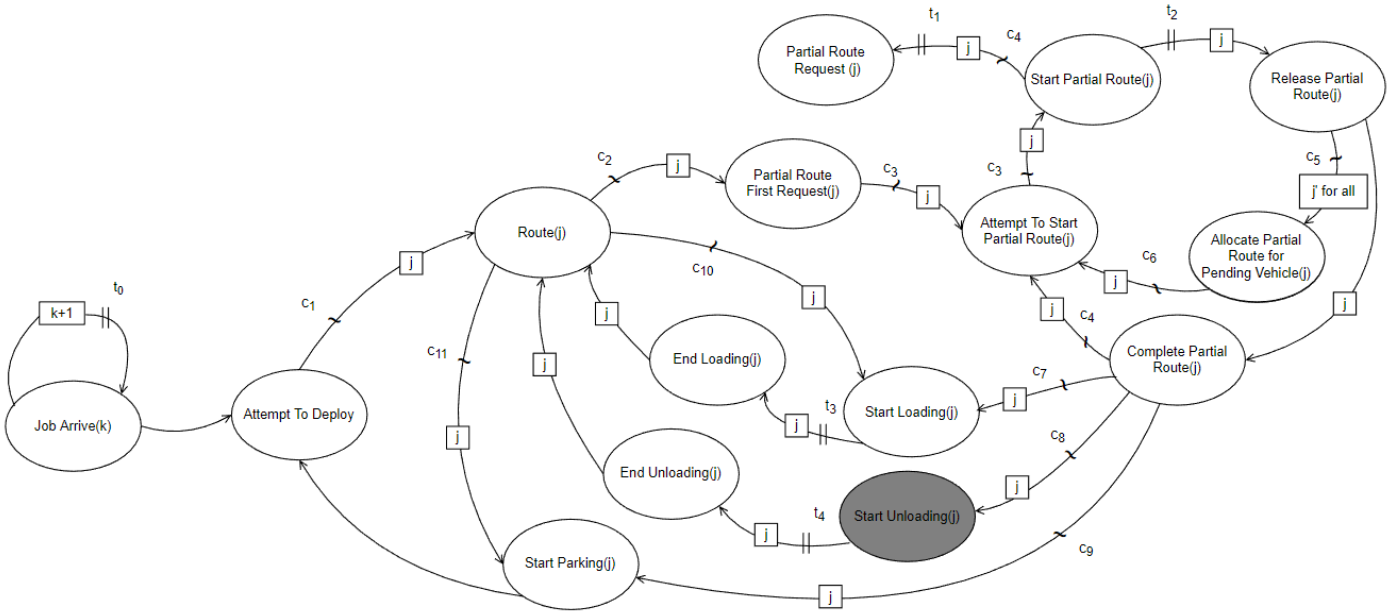 t1
c4
t2
j
j
Partial Route
Request (j)
Start Partial Route(j)
Release Partial
Route(j)
c2
j
j
c5
c3
j
c3
j' for all
Partial Route
First Request(j)
Attempt To Start
Partial Route(j)
Allocate Partial
Route for
Pending Vehicle(j)
Route(j)
c6
j
c10
j
t0
k+1
c1
j
j
j
j
c4
j
c11
End Loading(j)
Complete Partial
Route(j)
j
c7
j
Job Arrive(k)
Attempt To Deploy
t3
j
Start Loading(j)
j
c8
End Unloading(j)
j
t4
j
Start Unloading(j)
Start Parking(j)
c9
j